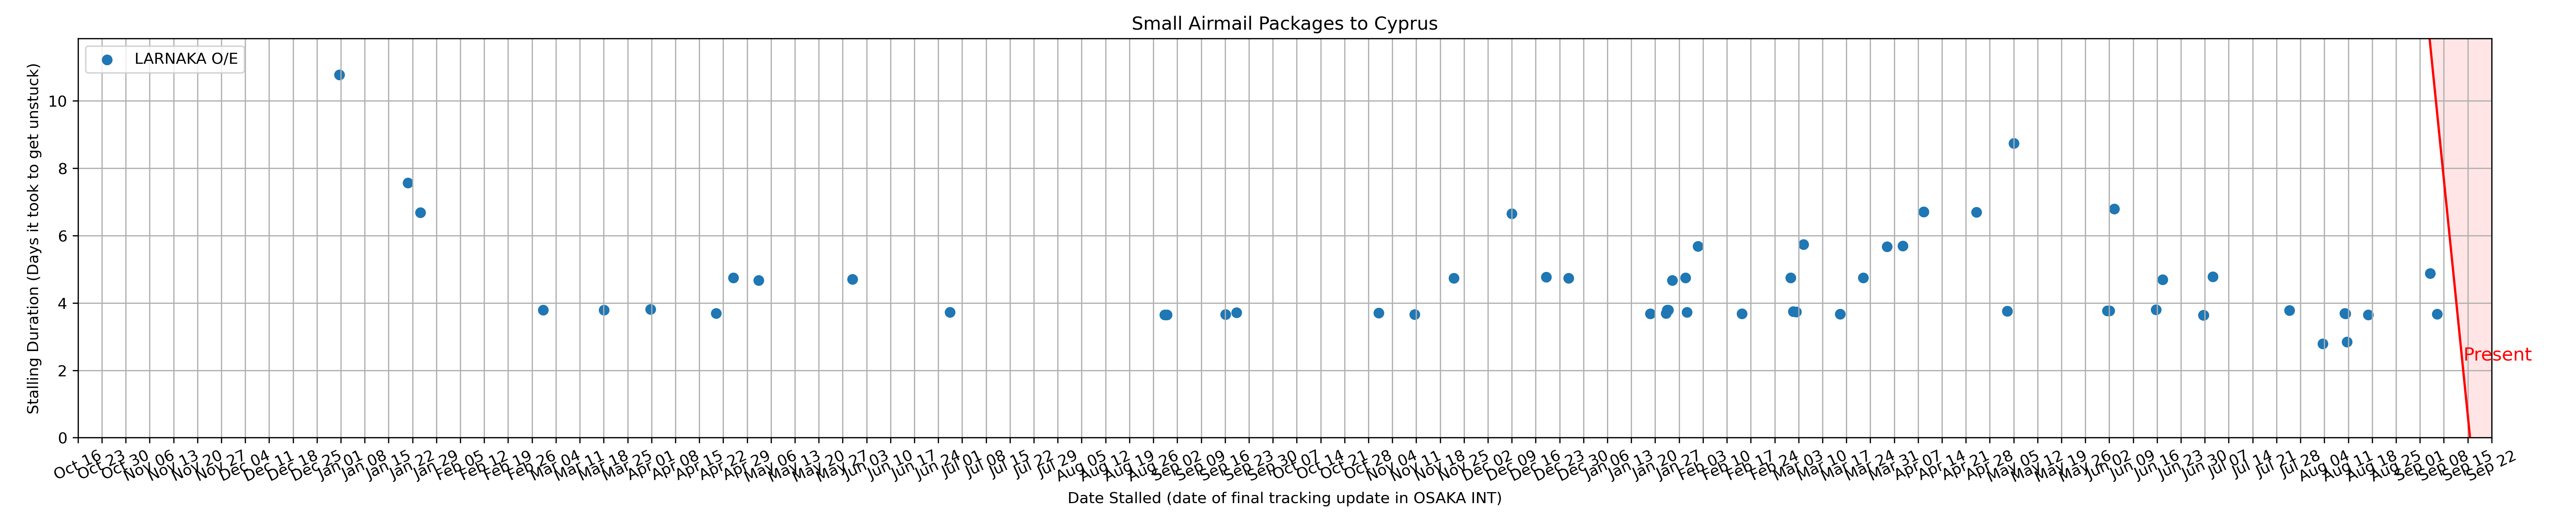 Small Airmail Packages to Cyprus
LARNAKA O/E
Stalling Duration (Days it took to get unstuck)
10
8
6
4
2
0
Present
Oct 16 Oct 23 Oct 30 Nov 06 Nov 13 Nov 20 Nov 27 Dec 04 Dec 11 Dec 18 Dec 25 Jan 01 Jan 08 Jan 15 Jan 22 Jan 29 Feb 05 Feb 12 Feb 19 Feb 26 Mar 04 Mar 11 Mar 18 Mar 25 Apr 01 Apr 08 Apr 15 Apr 22 Apr 29 May 06 May 13 May 20 May 27 Jun 03 Jun 10 Jun 17 Jun 24 Jul 01 Jul 08 Jul 15 Jul 22 Jul 29 Aug 05 Aug 12 Aug 19 Aug 26 Sep 02 Sep 09 Sep 16 Sep 23 Sep 30 Oct 07 Oct 14 Oct 21 Oct 28 Nov 04 Nov 11 Nov 18 Nov 25 Dec 02 Dec 09 Dec 16 Dec 23 Dec 30 Jan 06 Jan 13 Jan 20 Jan 27 Feb 03 Feb 10 Feb 17 Feb 24 Mar 03 Mar 10 Mar 17 Mar 24 Mar 31 Apr 07 Apr 14 Apr 21 Apr 28 May 05 May 12 May 19 May 26 Jun 02 Jun 09 Jun 16 Jun 23 Jun 30 Jul 07 Jul 14 Jul 21 Jul 28 Aug 04 Aug 11 Aug 18 Aug 25 Sep 01 Sep 08 Sep 15 Sep 22
Date Stalled (date of final tracking update in OSAKA INT)